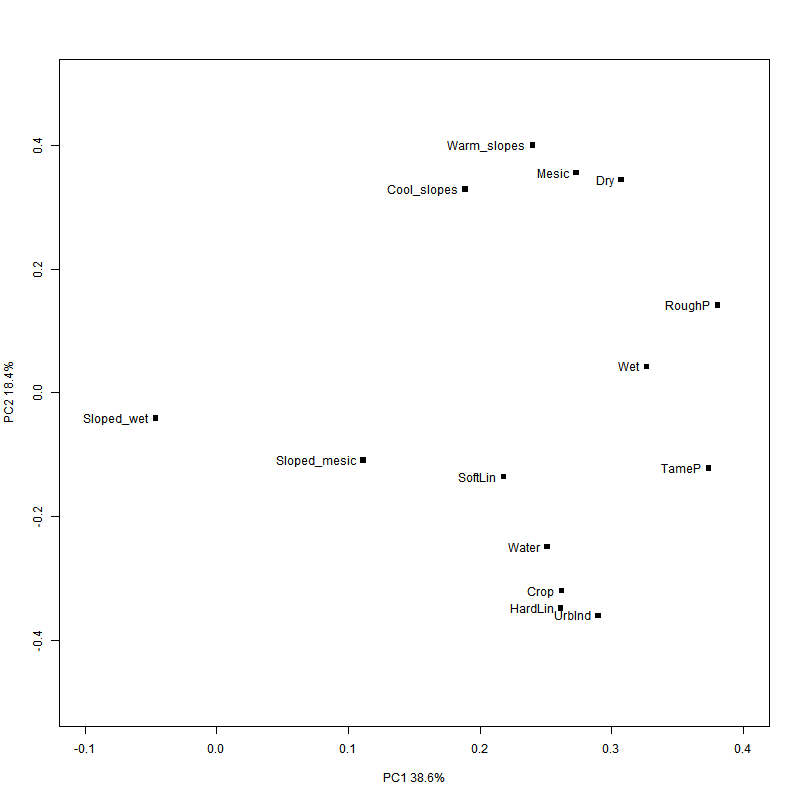 Warm_slopes
Mesic
Dry
Cool_slopes
RoughP
Wet
Sloped_wet
Sloped_mesic
TameP
SoftLin
Water
Crop
HardLin
UrbInd
0.4
0.2
0.0
-0.2
-0.4
PC2 18.4%
-0.1
0.0
0.1
0.2
0.3
0.4
PC1 38.6%